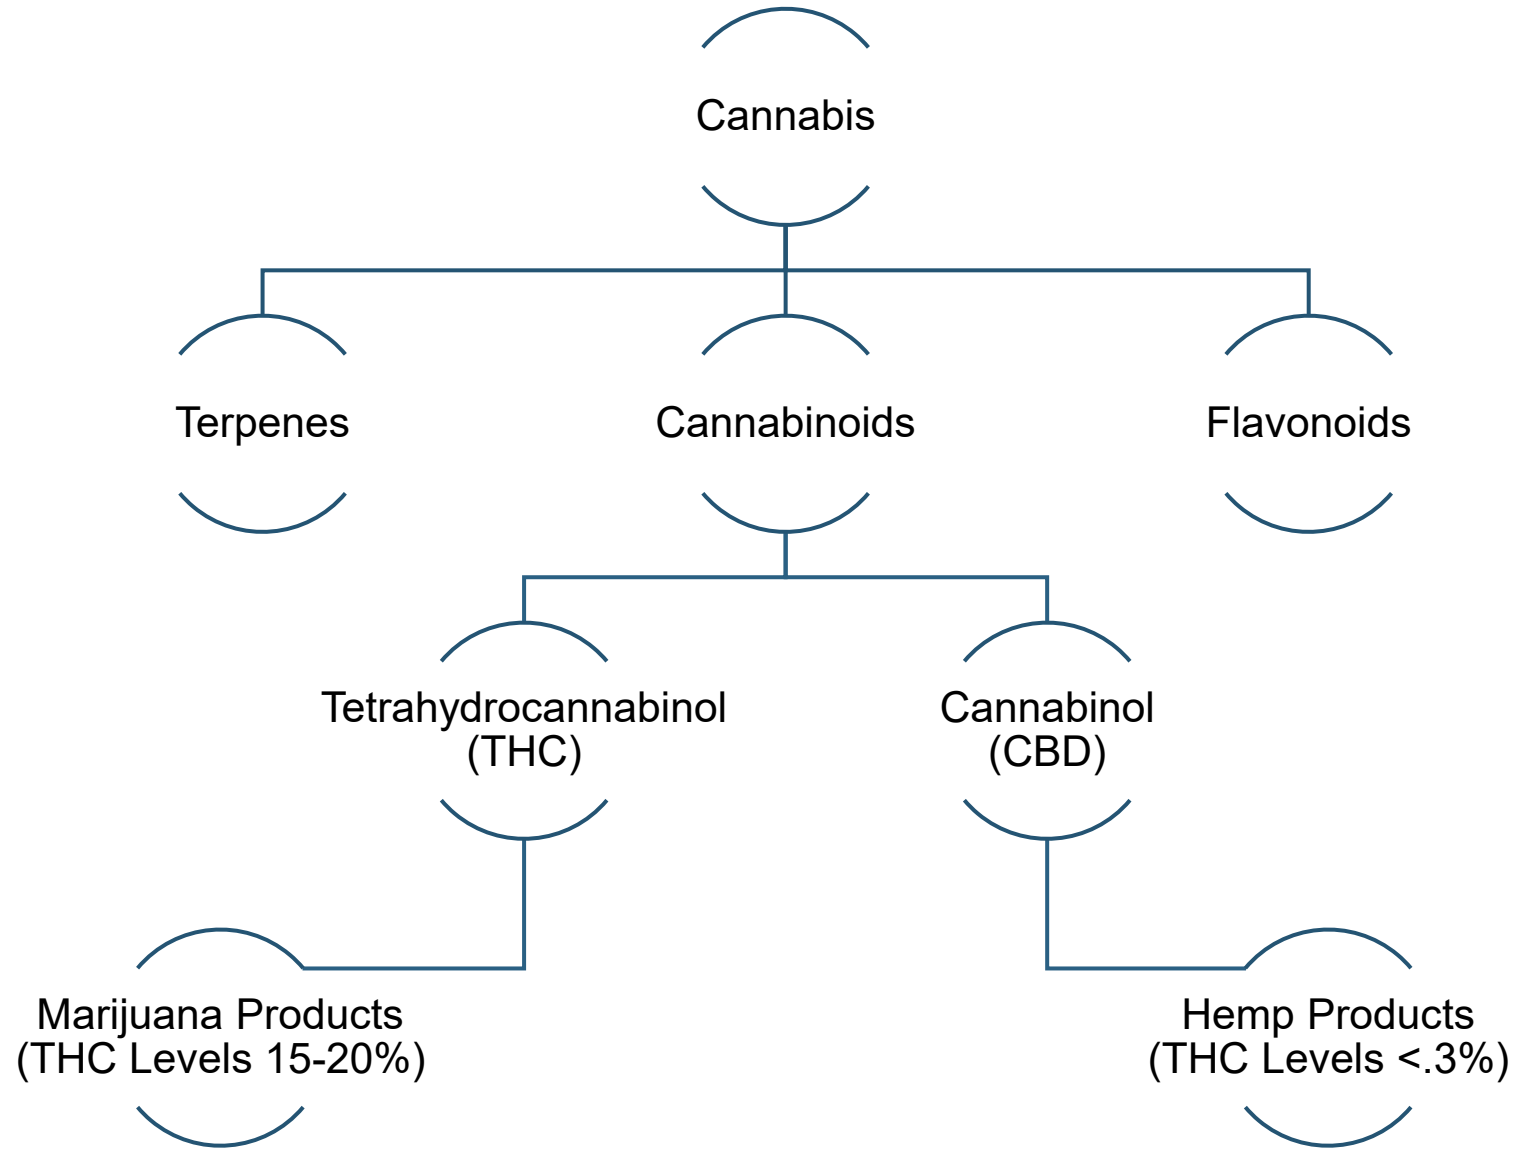 Cannabis
Terpenes
Cannabinoids
Flavonoids
Tetrahydrocannabinol
(THC)
Cannabinol
(CBD)
Marijuana Products
(THC Levels 15-20%)
Hemp Products
(THC Levels <.3%)